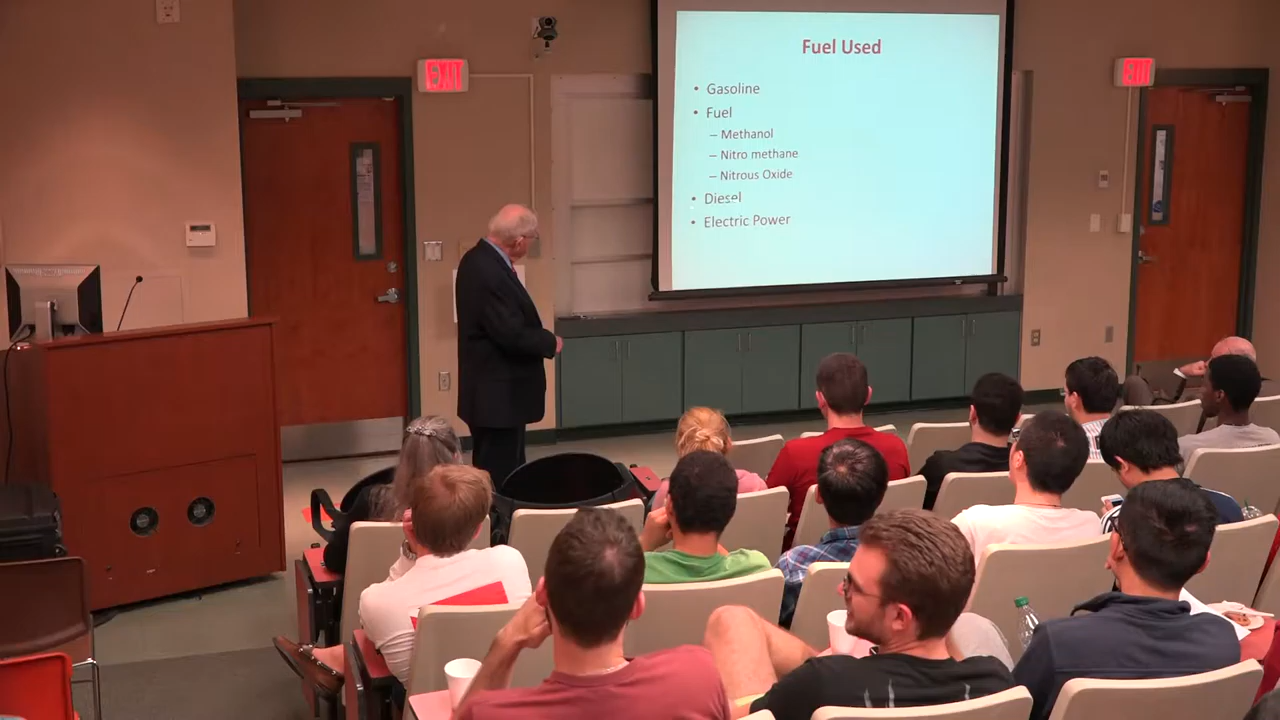 EXIT
EXIT
Fuel Used
• Gasoline
• Fuel
– Methanol
– Nitro methane
– Nitrous Oxide
• Diesel
• Electric Power